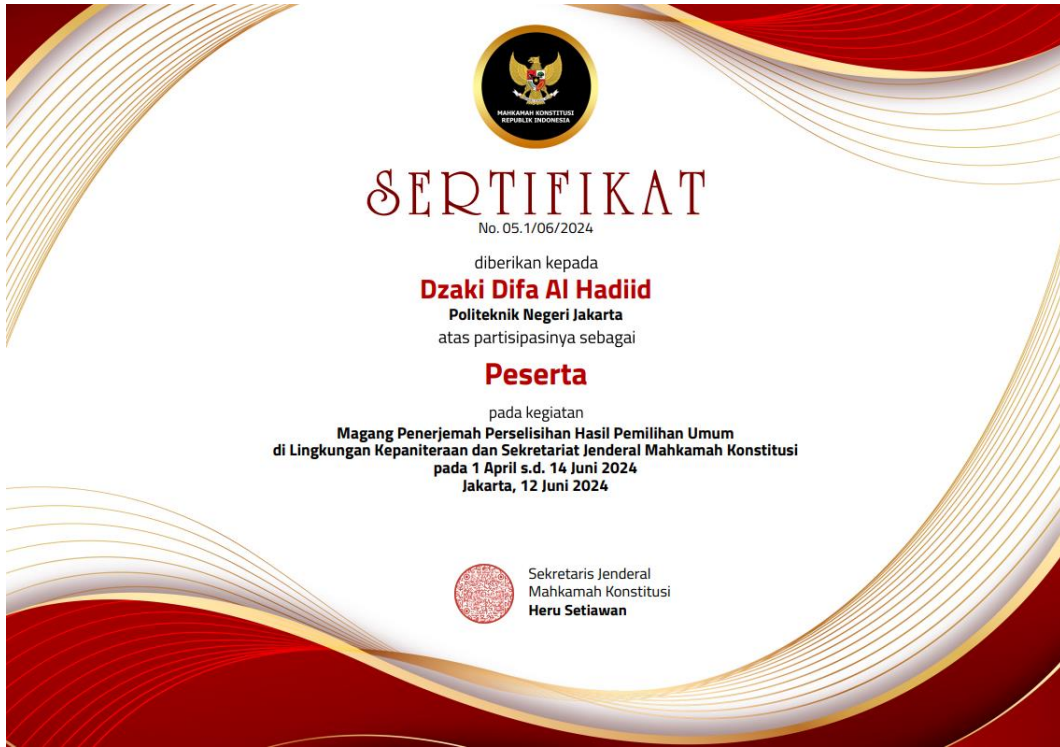 MAHKAMAH KONSTITUSI
REPUBLIK INDONESIA
SERTIFIKAT
No. 05.1/06/2024
diberikan kepada
Dzaki Difa Al Hadiid
Politeknik Negeri Jakarta
atas partisipasinya sebagai
Peserta
pada kegiatan
Magang Penerjemah Perselisihan Hasil Pemilihan Umum
di Lingkungan Kepaniteraan dan Sekretariat Jenderal Mahkamah Konstitusi
pada 1 April s.d. 14 Juni 2024
Jakarta, 12 Juni 2024
Sekretaris Jenderal
Mahkamah Konstitusi
Heru Setiawan